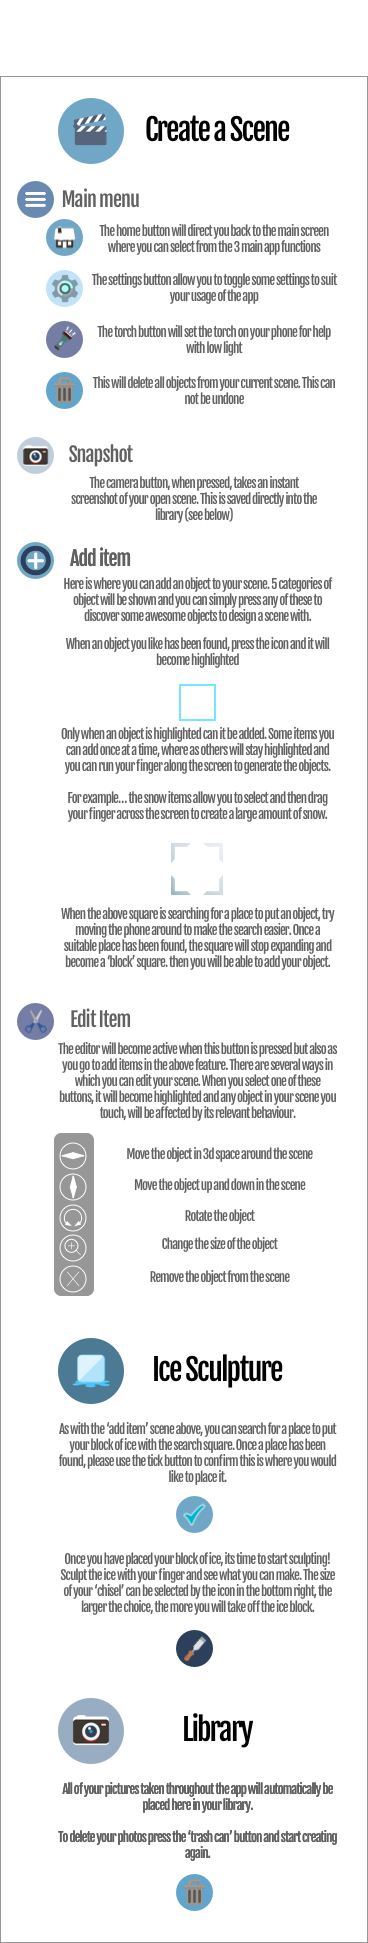 Create a Scene
Main menu
The home button will direct you back to the main screen
where you can select from the 3 main app functions
The settings button allow you to toggle some settings to suit
your usage of the app
The torch button will set the torch on your phone for help
with low light
This will delete all objects from your current scene. This can
not be undone
Snapshot
The camera button, when pressed, takes an instant
screenshot of your open scene. This is saved directly into the
library (see below)
Add item
Here is where you can add an object to your scene. 5 categories of
object will be shown and you can simply press any of these to
discover some awesome objects to design a scene with.
When an object you like has been found, press the icon and it will
become highlighted
Only when an object is highlighted can it be added. Some items you
can add once at a time, where as others will stay highlighted and
you can run your finger along the screen to generate the objects.
For example… the snow items allow you to select and then drag
your finger across the screen to create a large amount of snow.
When the above square is searching for a place to put an object, try
moving the phone around to make the search easier. Once a
suitable place has been found, the square will stop expanding and
become a ‘block’ square. then you will be able to add your object.
Edit Item
The editor will become active when this button is pressed but also as
you go to add items in the above feature. There are several ways in
which you can edit your scene. When you select one of these
buttons, it will become highlighted and any object in your scene you
touch, will be affected by its relevant behaviour.
Move the object in 3d space around the scene
Move the object up and down in the scene
Rotate the object
Change the size of the object
Remove the object from the scene
Ice Sculpture
As with the ‘add item’ scene above, you can search for a place to put
your block of ice with the search square. Once a place has been
found, please use the tick button to confirm this is where you would
like to place it.
Once you have placed your block of ice, its time to start sculpting!
Sculpt the ice with your finger and see what you can make. The size
of your ‘chisel’ can be selected by the icon in the bottom right, the
larger the choice, the more you will take off the ice block.
Library
All of your pictures taken throughout the app will automatically be
placed here in your library.
To delete your photos press the ‘trash can’ button and start creating
again.